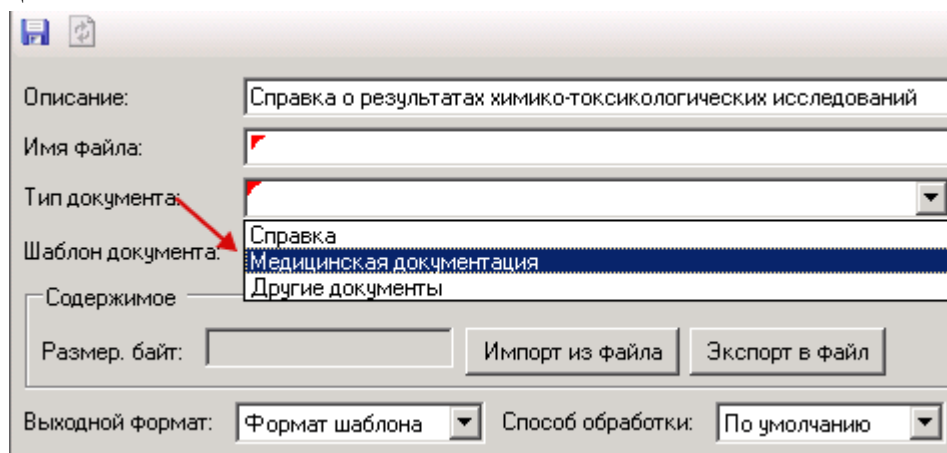 Описание: Справка о результатах химико-токсикологических исследований
Имя файла:
Тип документа:
Справка
Шаблон документа: Медицинская документация
Другие документы
Содержимое
Размер. байт: Импорт из файла Экспорт в файл
Выходной формат: Формат шаблона Способ обработки: По умолчанию